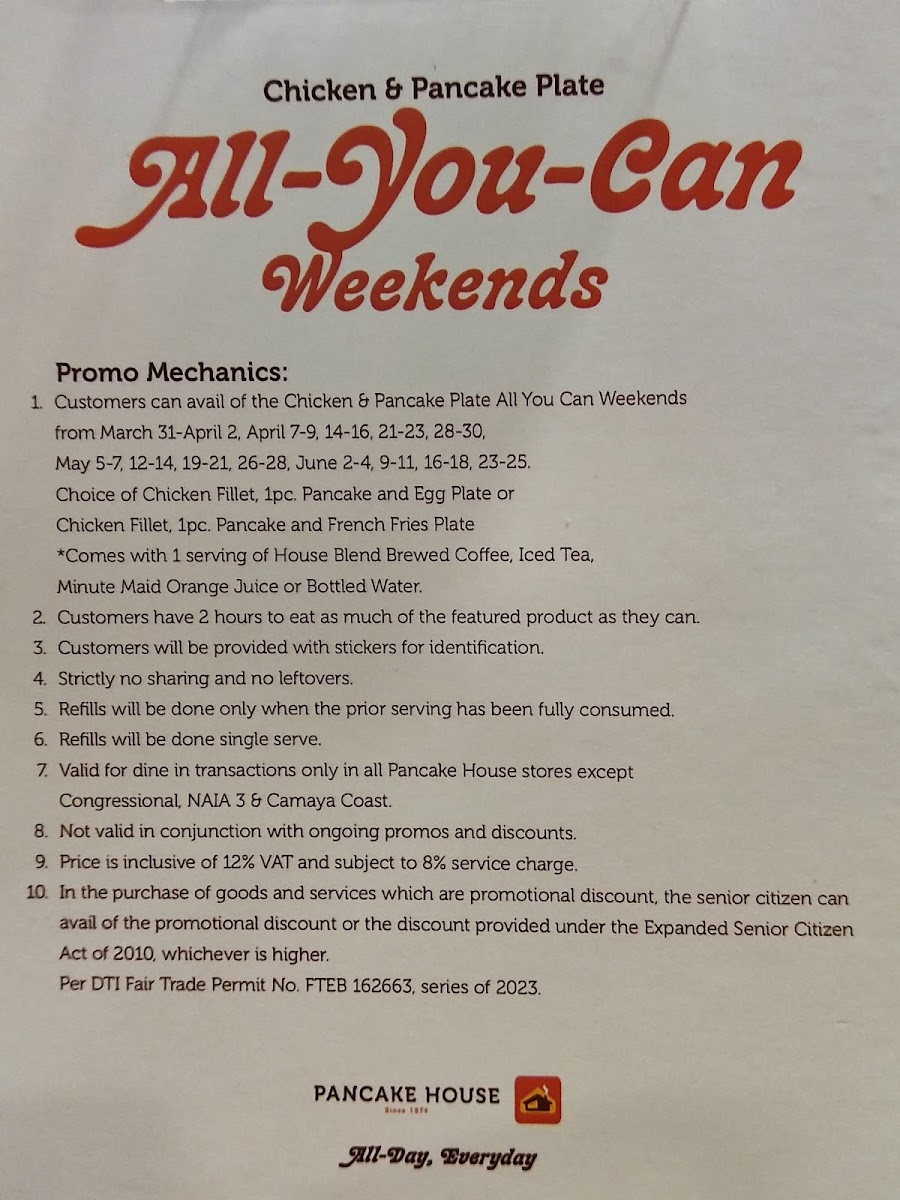 Chicken & Pancake Plate
All-You-Can
Weekends
Promo Mechanics:
1. Customers can avail of the Chicken & Pancake Plate All You Can Weekends
from March 31-April 2, April 7-9, 14-16, 21-23, 28-30,
May 5-7, 12-14, 19-21, 26-28, June 2-4, 9-11, 16-18, 23-25.
Choice of Chicken Fillet, 1pc. Pancake and Egg Plate or
Chicken Fillet, 1pc. Pancake and French Fries Plate
*Comes with 1 serving of House Blend Brewed Coffee, Iced Tea,
Minute Maid Orange Juice or Bottled Water.
2. Customers have 2 hours to eat as much of the featured product as they can.
3. Customers will be provided with stickers for identification.
4. Strictly no sharing and no leftovers.
5. Refills will be done only when the prior serving has been fully consumed.
6. Refills will be done single serve.
7. Valid for dine in transactions only in all Pancake House stores except
Congressional, NAIA 3 & Camaya Coast.
8. Not valid in conjunction with ongoing promos and discounts.
9. Price is inclusive of 12% VAT and subject to 8% service charge.
10. In the purchase of goods and services which are promotional discount, the senior citizen can
avail of the promotional discount or the discount provided under the Expanded Senior Citizen
Act of 2010, whichever is higher.
Per DTI Fair Trade Permit No. FTEB 162663, series of 2023.
PANCAKE HOUSE
Since 1974
All-Day, Everyday